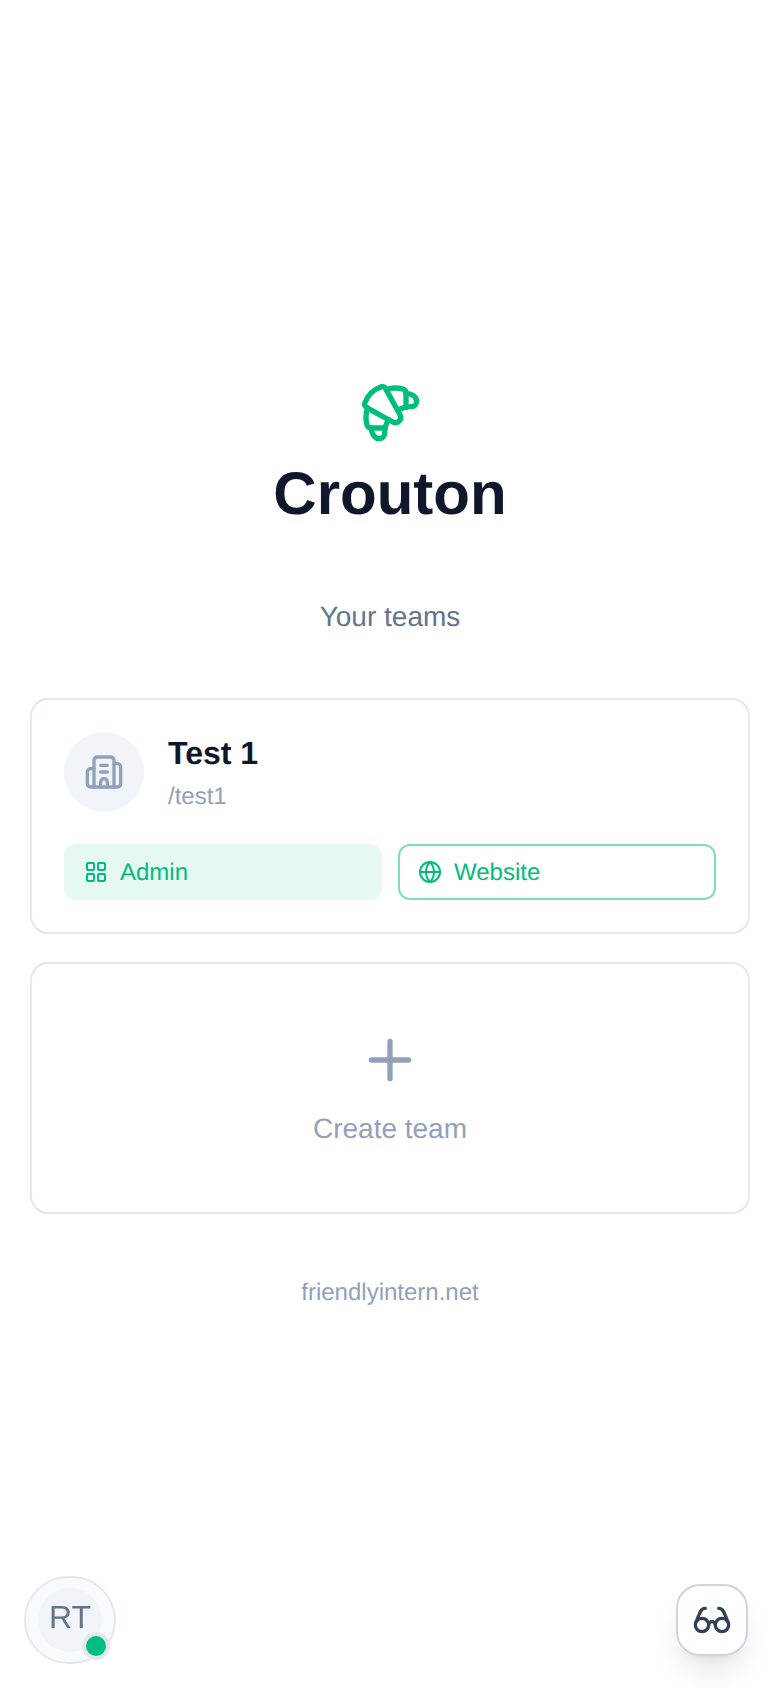 Crouton
Your teams
Test 1
/test1
Admin
Website
Create team
friendlyintern.net
RT